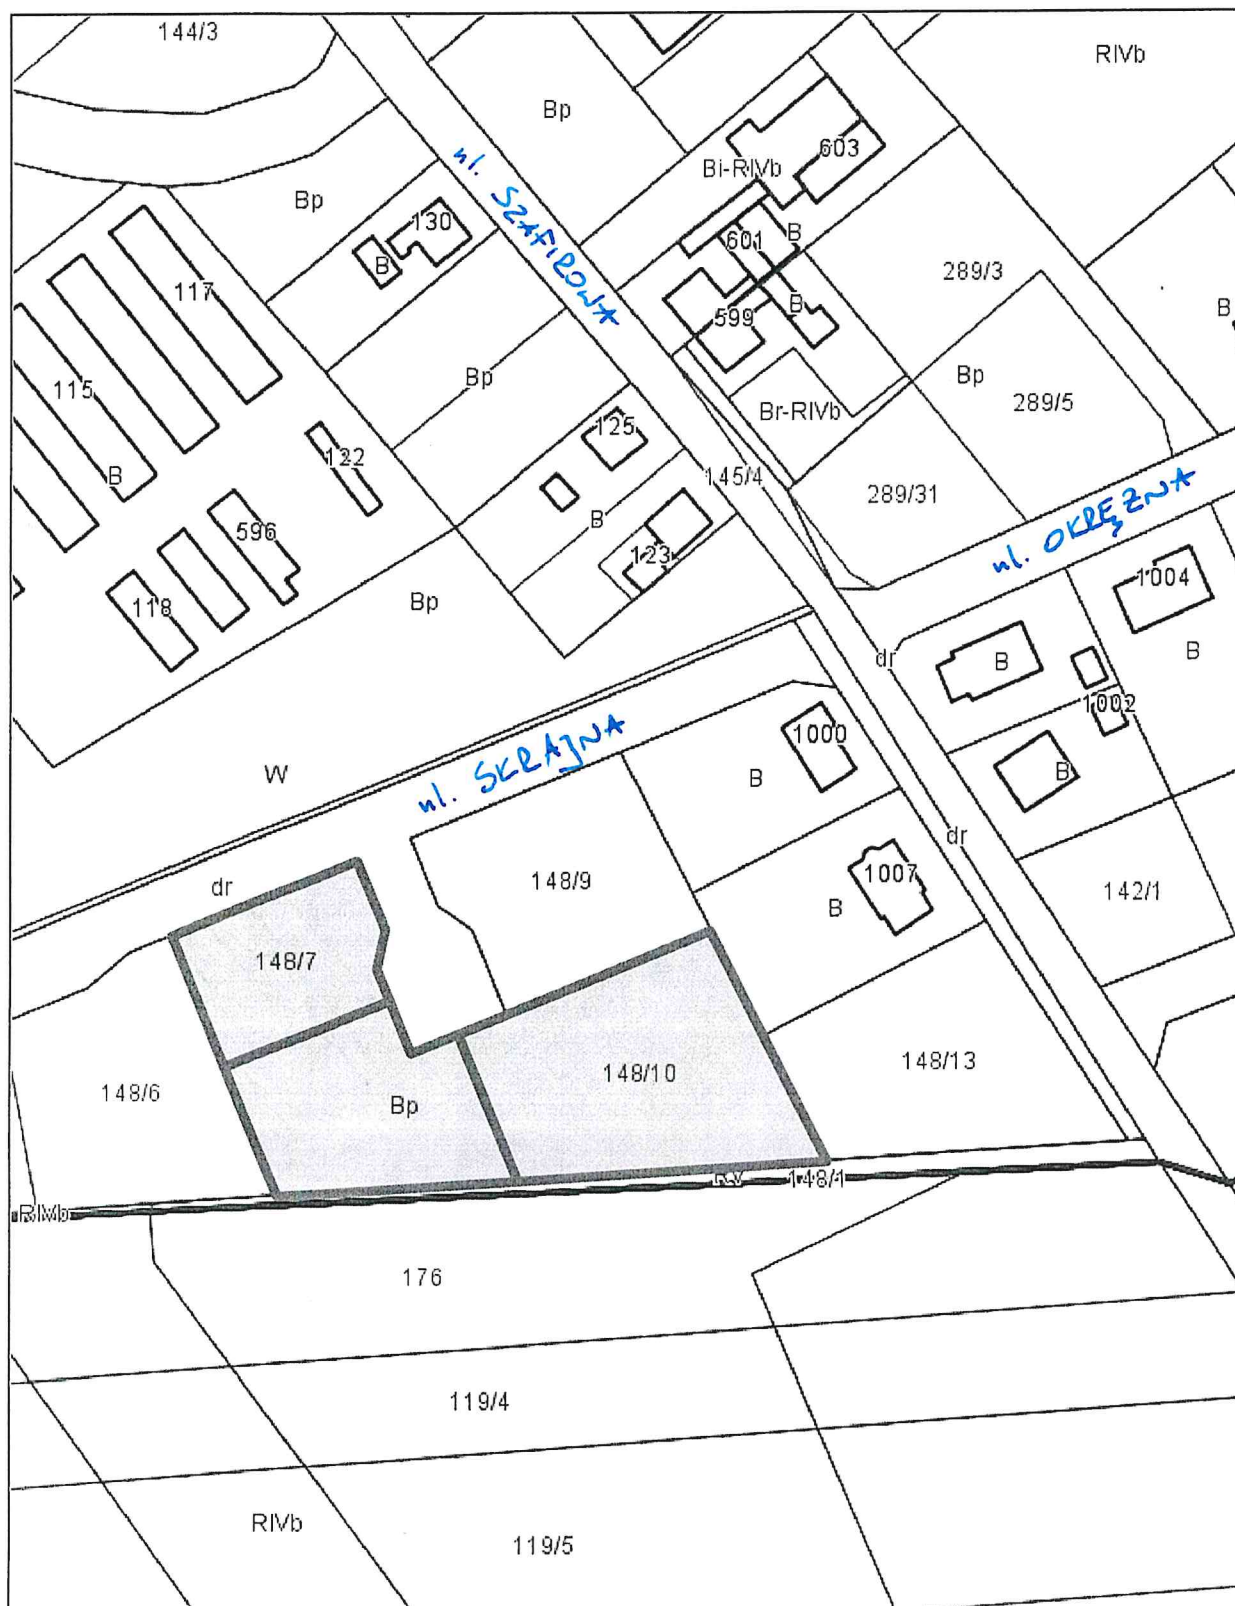 144/3
RIVb
Bp
603
Bi-RIVb
Bp
130
ul. SZAFIROWA
B
601
B
289/3
117
B
599
B
Bp
Bp
115
Br-RIVb
289/5
125
122
145/4
B
289/31
596
B
ul. OKRĘŻNA
123
1004
118
Bp
dr
B
B
1002
1000
ul. SKRAJNA
W
B
B
dr
148/9
1007
dr
142/1
B
148/7
148/10
148/13
148/6
Bp
RV
148/1
RIVb
176
119/4
RIVb
119/5